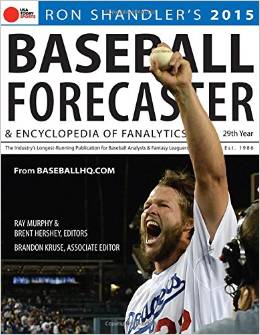 USA TODAY SPORTS
RON SHANDLER'S 2015
BASEBALL
FORECASTER
& ENCYCLOPEDIA OF FANALYTICS
29th Year
The Industry's Longest-Running Publication for Baseball Analysts & Fantasy Leaguers
Est. 1986
From BASEBALLHQ.COM
RAY MURPHY &
BRENT HERSHEY, EDITORS
BRANDON KRUSE, ASSOCIATE EDITOR
Dodgers